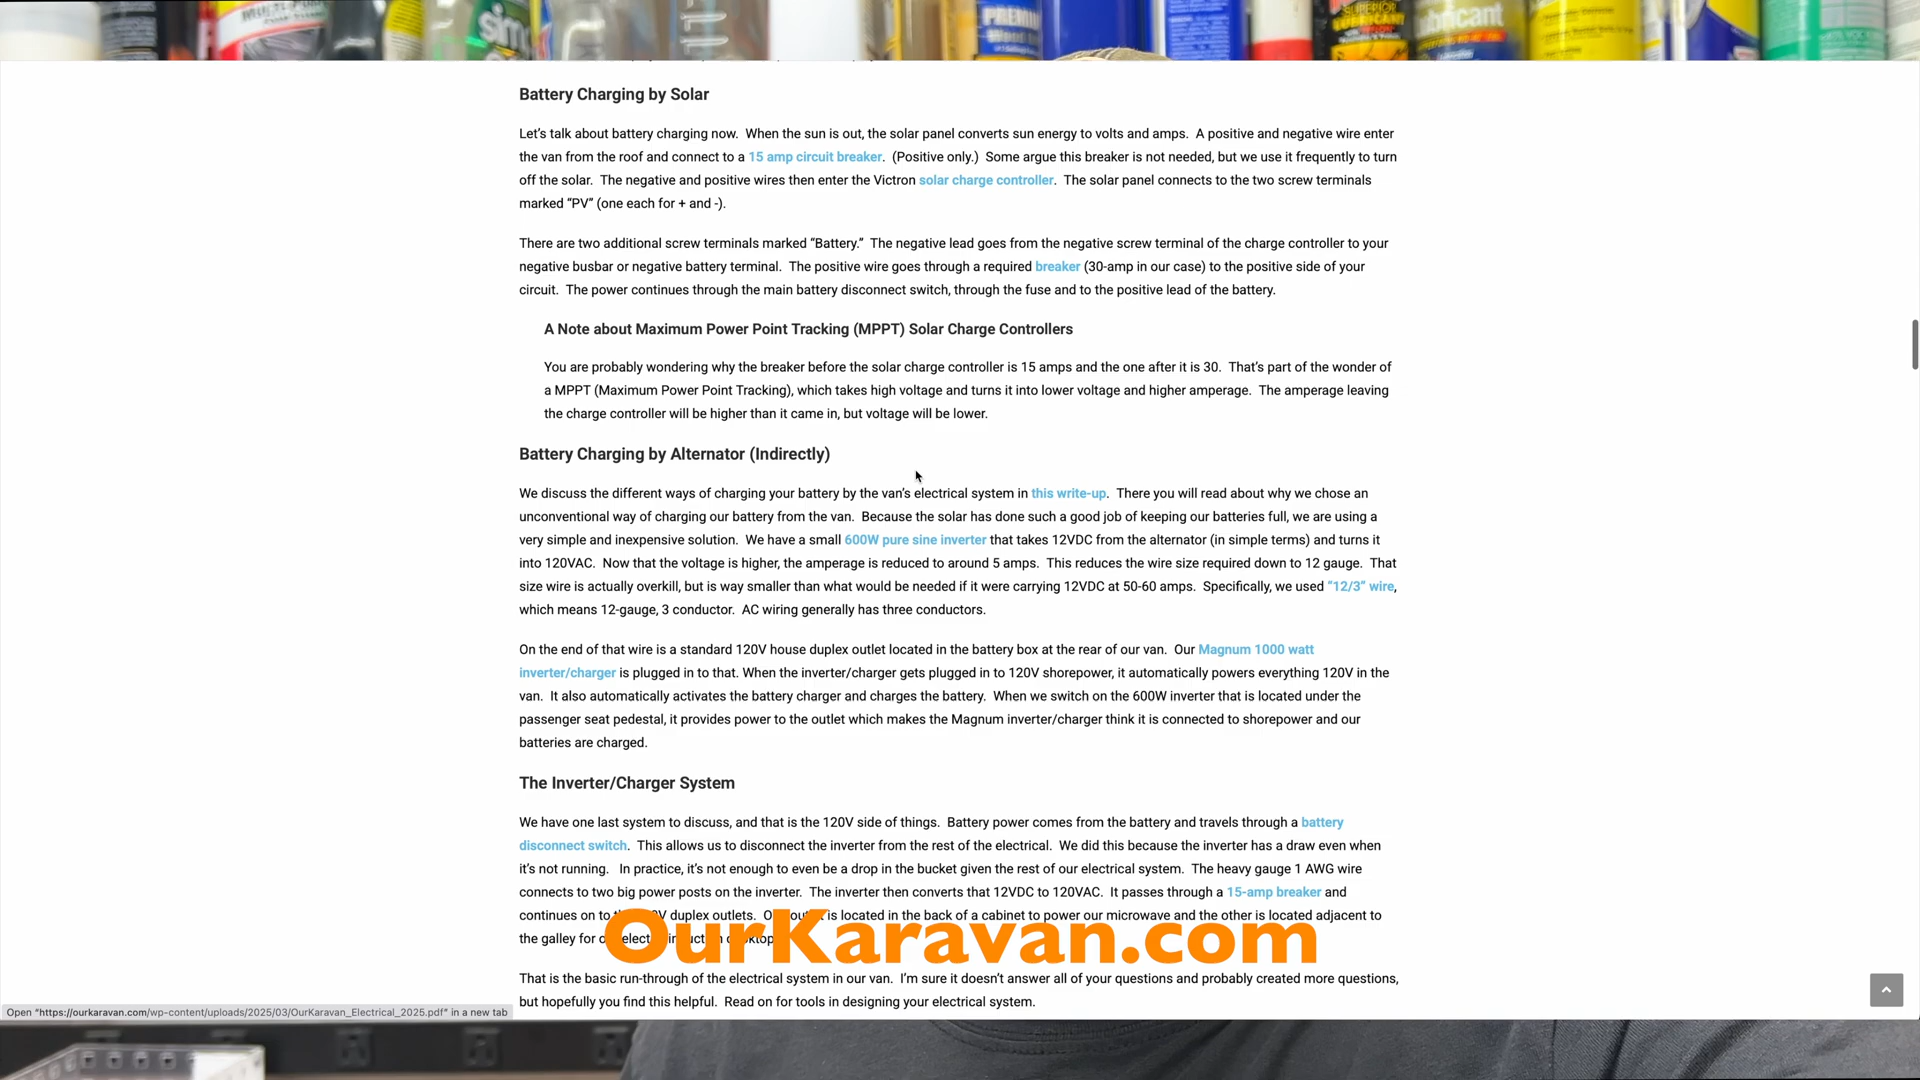 MULTI-PURPOSE
sim
PREMIUM
SUPERIOR
LUBRICANT
lubricant
Battery Charging by Solar
Let’s talk about battery charging now. When the sun is out, the solar panel converts sun energy to volts and amps. A positive and negative wire enter
the van from the roof and connect to a 15 amp circuit breaker. (Positive only.) Some argue this breaker is not needed, but we use it frequently to turn
off the solar. The negative and positive wires then enter the Victron solar charge controller. The solar panel connects to the two screw terminals
marked “PV” (one each for + and -).
There are two additional screw terminals marked “Battery.” The negative lead goes from the negative screw terminal of the charge controller to your
negative busbar or negative battery terminal. The positive wire goes through a required breaker (30-amp in our case) to the positive side of your
circuit. The power continues through the main battery disconnect switch, through the fuse and to the positive lead of the battery.
A Note about Maximum Power Point Tracking (MPPT) Solar Charge Controllers
You are probably wondering why the breaker before the solar charge controller is 15 amps and the one after it is 30. That’s part of the wonder of
a MPPT (Maximum Power Point Tracking), which takes high voltage and turns it into lower voltage and higher amperage. The amperage leaving
the charge controller will be higher than it came in, but voltage will be lower.
Battery Charging by Alternator (Indirectly)
We discuss the different ways of charging your battery by the van’s electrical system in this write-up. There you will read about why we chose an
unconventional way of charging our battery from the van. Because the solar has done such a good job of keeping our batteries full, we are using a
very simple and inexpensive solution. We have a small 600W pure sine inverter that takes 12VDC from the alternator (in simple terms) and turns it
into 120VAC. Now that the voltage is higher, the amperage is reduced to around 5 amps. This reduces the wire size required down to 12 gauge. That
size wire is actually overkill, but is way smaller than what would be needed if it were carrying 12VDC at 50-60 amps. Specifically, we used “12/3” wire,
which means 12-gauge, 3 conductor. AC wiring generally has three conductors.
On the end of that wire is a standard 120V house duplex outlet located in the battery box at the rear of our van. Our Magnum 1000 watt
inverter/charger is plugged in to that. When the inverter/charger gets plugged in to 120V shorepower, it automatically powers everything 120V in the
van. It also automatically activates the battery charger and charges the battery. When we switch on the 600W inverter that is located under the
passenger seat pedestal, it provides power to the outlet which makes the Magnum inverter/charger think it is connected to shorepower and our
batteries are charged.
The Inverter/Charger System
We have one last system to discuss, and that is the 120V side of things. Battery power comes from the battery and travels through a battery
disconnect switch. This allows us to disconnect the inverter from the rest of the electrical. We did this because the inverter has a draw even when
it’s not running. In practice, it’s not enough to even be a drop in the bucket given the rest of our electrical system. The heavy gauge 1 AWG wire
connects to two big power posts on the inverter. The inverter then converts that 12VDC to 120VAC. It passes through a 15-amp breaker and
continues on to duplex outlets. is located in the back of a cabinet to power our microwave and the other is located adjacent to
the galley for
OurKaravan.com
That is the basic run-through of the electrical system in our van. I’m sure it doesn’t answer all of your questions and probably created more questions,
but hopefully you find this helpful. Read on for tools in designing your electrical system.
Open “https://ourkaravan.com/wp-content/uploads/2025/03/OurKaravan_Electrical_2025.pdf” in a new tab